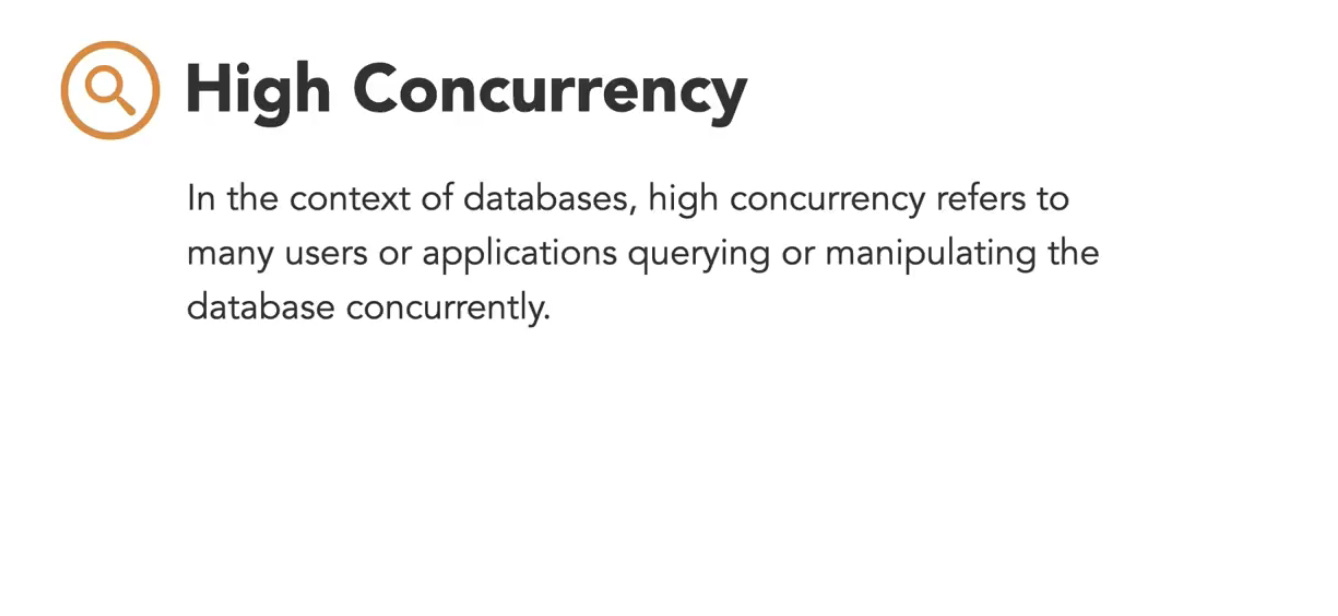 High Concurrency
In the context of databases, high concurrency refers to
many users or applications querying or manipulating the
database concurrently.